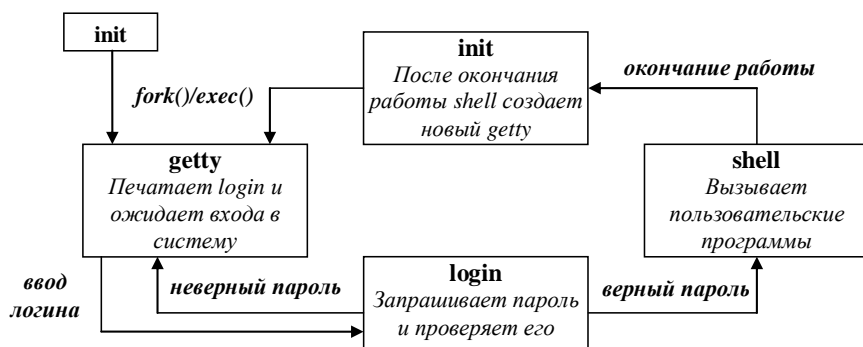 init
init
После окончания
работы shell создает
новый getty
окончание работы
fork()/exec()
getty
Печатает login и
ожидает входа в
систему
shell
Вызывает
пользовательские
программы
ввод
логина
неверный пароль
login
Запрашивает пароль
и проверяет его
верный пароль